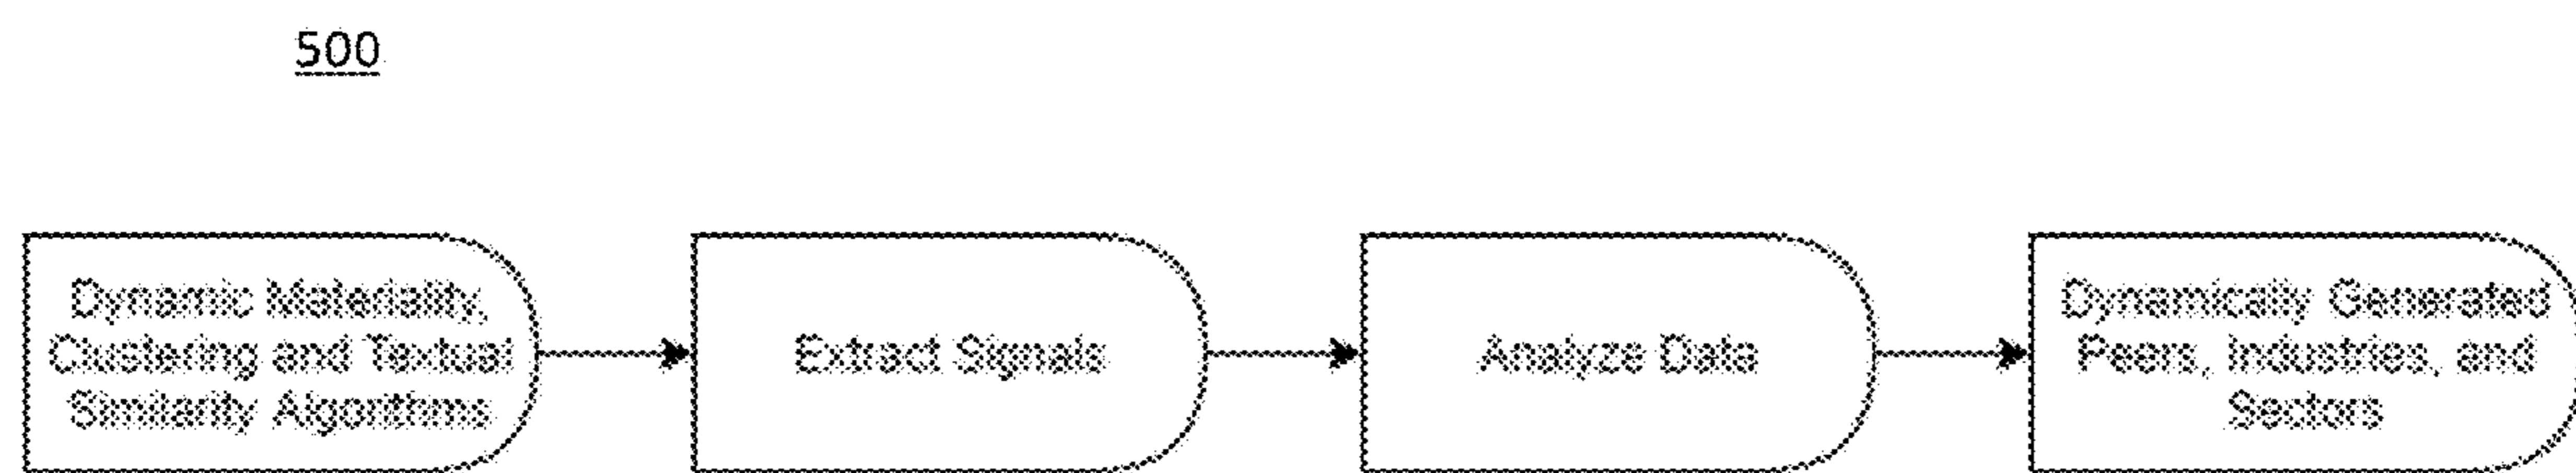 500
Dynamic Materiality,
Clustering and Textual
Similarity Algorithms
Extract Signals
Analyze Data
Dynamically Generated
Peers, Industries, and
Sectors